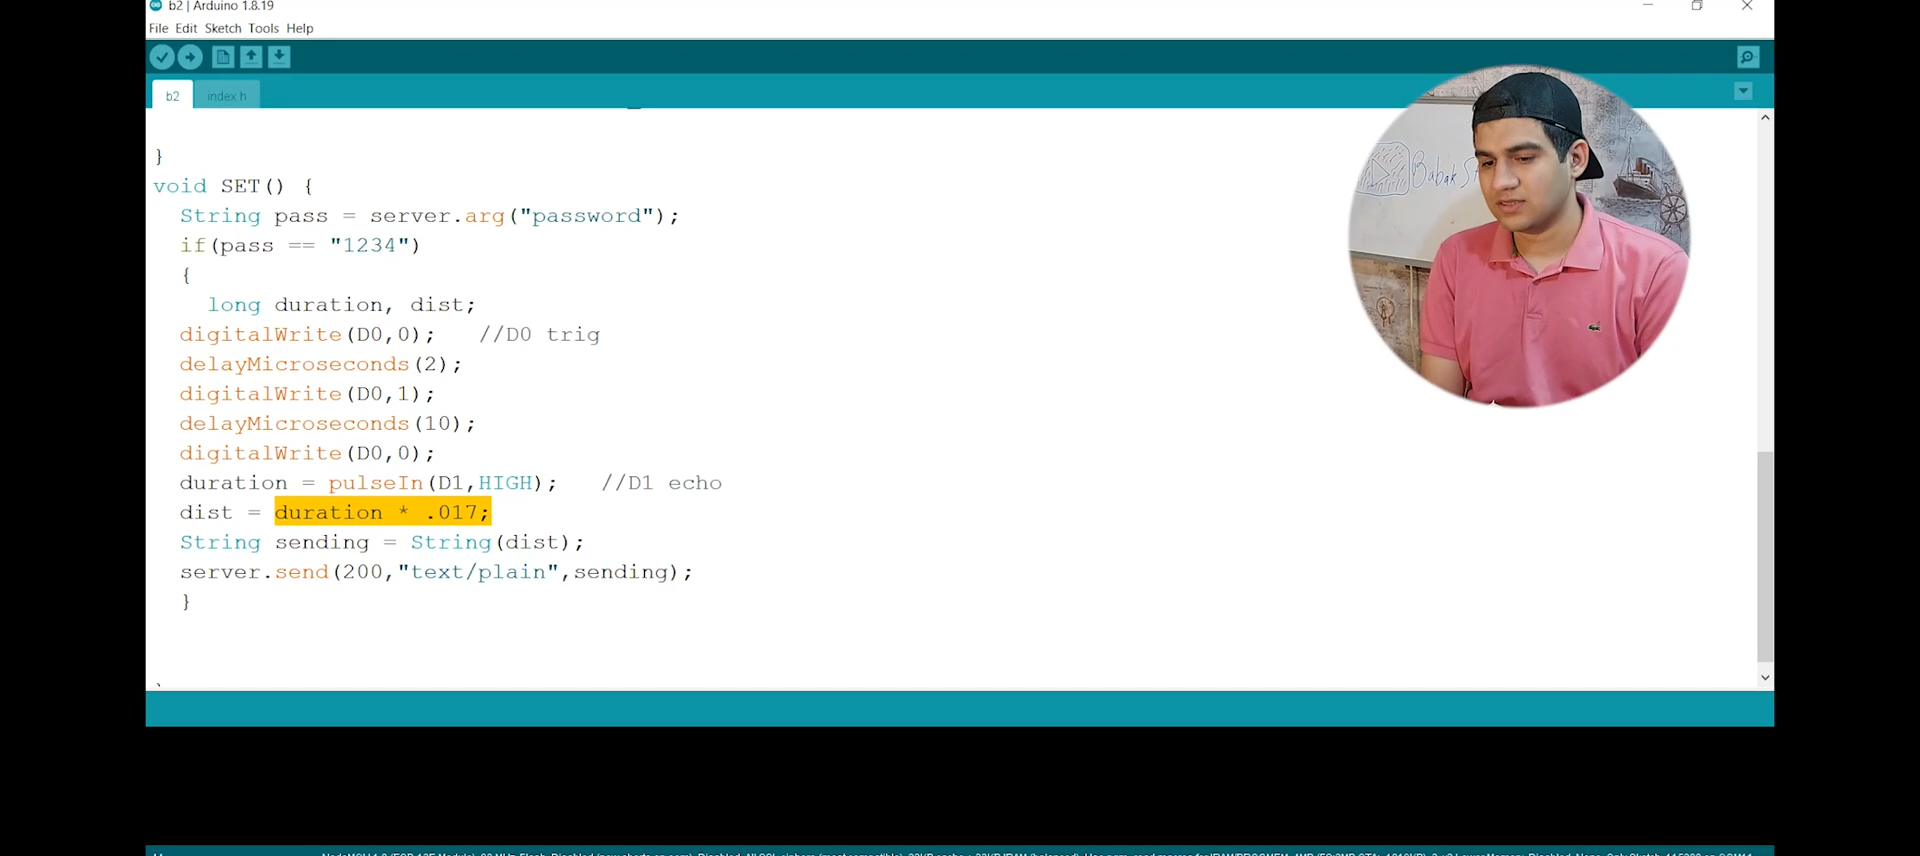 b2 | Arduino 1.8.19
File Edit Sketch Tools Help
b2
index.h
}
void SET() {
String pass = server.arg("password");
if(pass == "1234")
{
long duration, dist;
digitalWrite(D0,0); //D0 trig
delayMicroseconds(2);
digitalWrite(D0,1);
delayMicroseconds(10);
digitalWrite(D0,0);
duration = pulseIn(D1,HIGH); //D1 echo
dist = duration * .017;
String sending = String(dist);
server.send(200,"text/plain",sending);
}
Babak